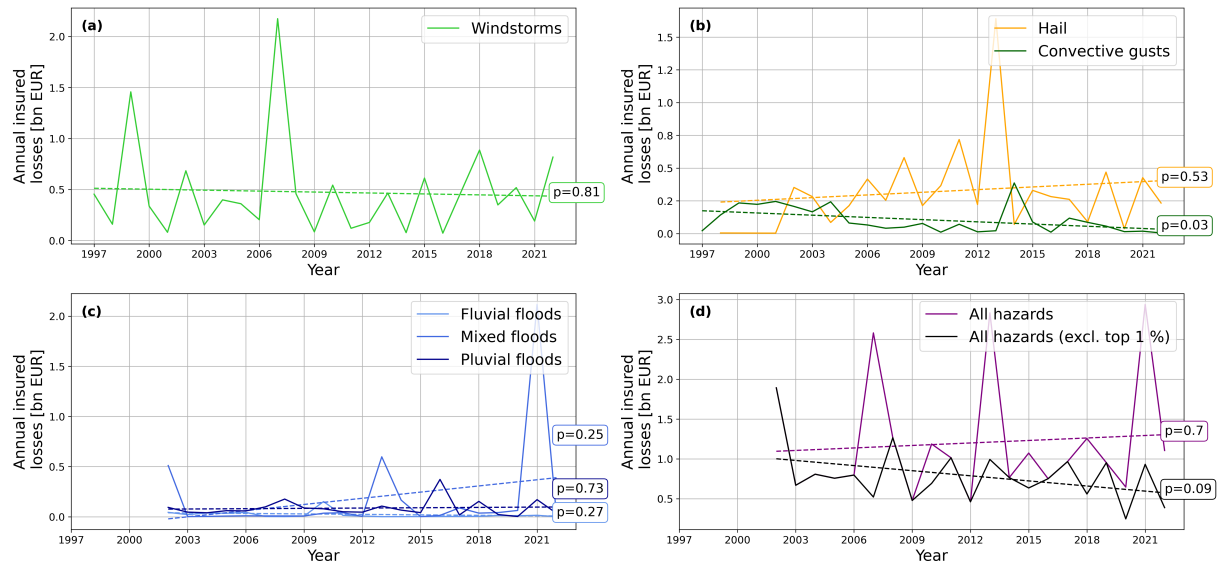 (a)
Windstorms
Annual insured
losses [bn EUR]
2.0
1.5
1.0
0.5
0.0
p=0.81
1997 2000 2003 2006 2009 2012 2015 2018 2021
Year
(b)
Hail
Convective gusts
Annual insured
losses [bn EUR]
1.5
1.2
1.0
0.8
0.5
0.2
0.0
p=0.53
p=0.03
1997 2000 2003 2006 2009 2012 2015 2018 2021
Year
(c)
Fluvial floods
Mixed floods
Pluvial floods
Annual insured
losses [bn EUR]
2.0
1.5
1.0
0.5
0.0
p=0.25
p=0.73
p=0.27
1997 2000 2003 2006 2009 2012 2015 2018 2021
Year
(d)
All hazards
All hazards (excl. top 1 %)
Annual insured
losses [bn EUR]
3.0
2.5
2.0
1.5
1.0
0.5
p=0.7
p=0.09
1997 2000 2003 2006 2009 2012 2015 2018 2021
Year